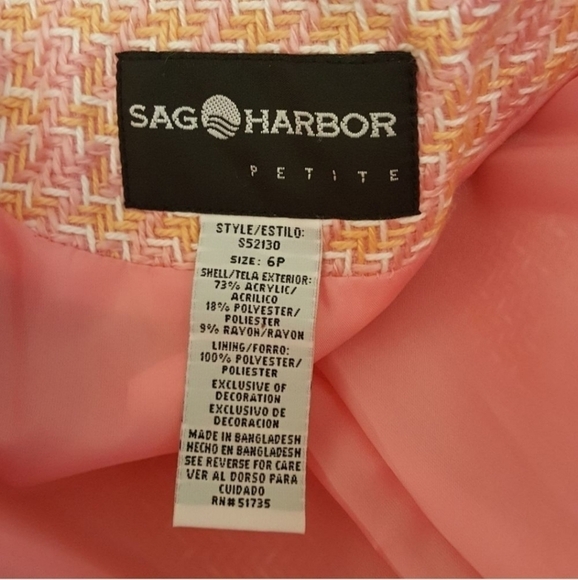 SAG HARBOR
PETITE
STYLE/ESTILO:
S52130
SIZE: 6P
SHELL/TELA EXTERIOR:
73% ACRYLIC/
ACRILICO
18% POLYESTER/
POLIESTER
9% RAYON/RAYON
LINING/FORRO:
100% POLYESTER/
POLIESTER
EXCLUSIVE OF
DECORATION
EXCLUSIVO DE
DECORACION
MADE IN BANGLADESH
HECHO EN BANGLADESH
SEE REVERSE FOR CARE
VER AL DORSO PARA
CUIDADO
RN#51735